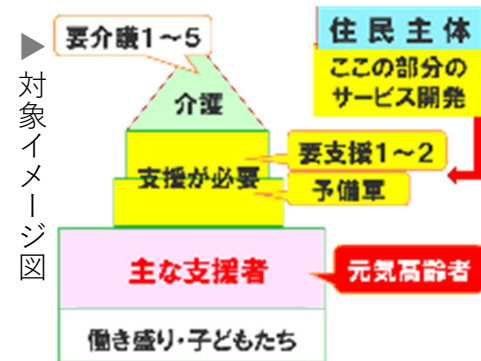 ▶対象イメージ図
要介護1〜5
住民主体
ここの部分の
サービス開発
介護
要支援1〜2
支援が必要
予備軍
主な支援者
元気高齢者
働き盛り・子どもたち